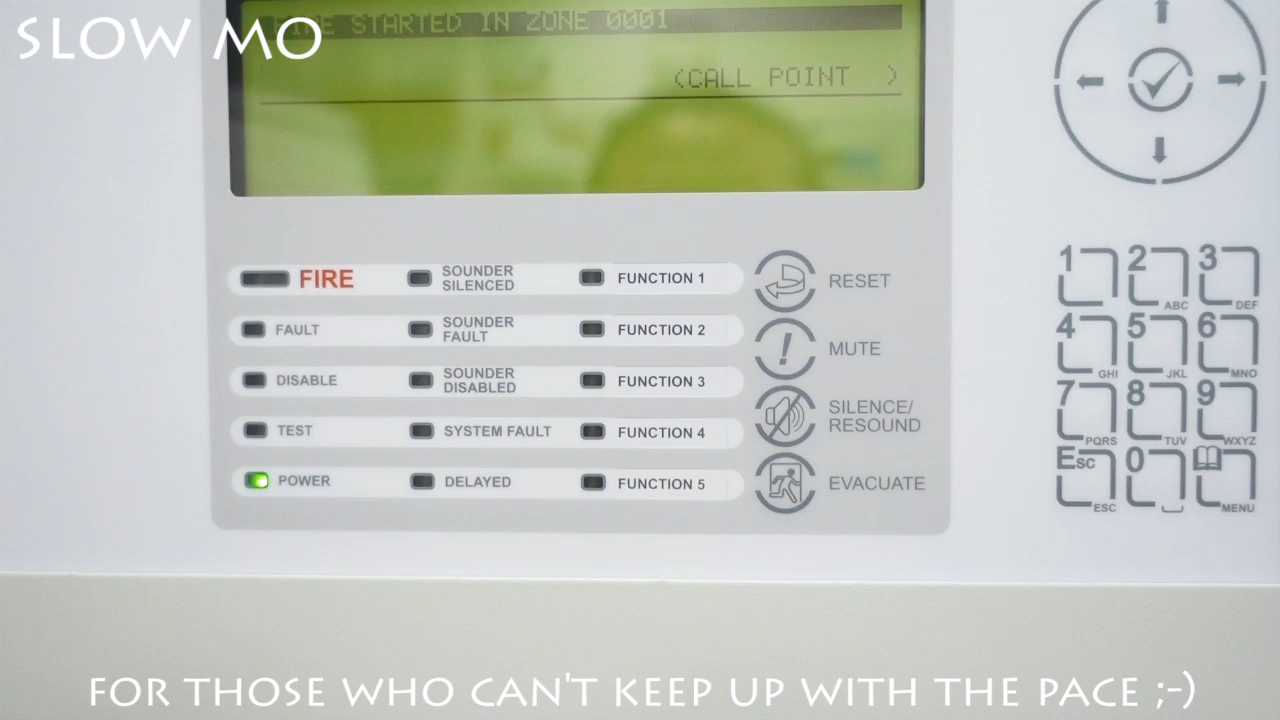 SLOW MO
FIRE STARTED IN ZONE 0001
(CALL POINT )
FIRE
SOUNDER
SILENCED
FUNCTION 1
RESET
FAULT
SOUNDER
FAULT
FUNCTION 2
MUTE
DISABLE
SOUNDER
DISABLED
FUNCTION 3
SILENCE/
RESOUND
TEST
SYSTEM FAULT
FUNCTION 4
POWER
DELAYED
FUNCTION 5
EVACUATE
1
2 ABC
3 DEF
4 GHI
5 JKL
6 MNO
7 PQRS
8 TUV
9 WXYZ
Esc ESC
0
MENU
FOR THOSE WHO CAN'T KEEP UP WITH THE PACE ;-)